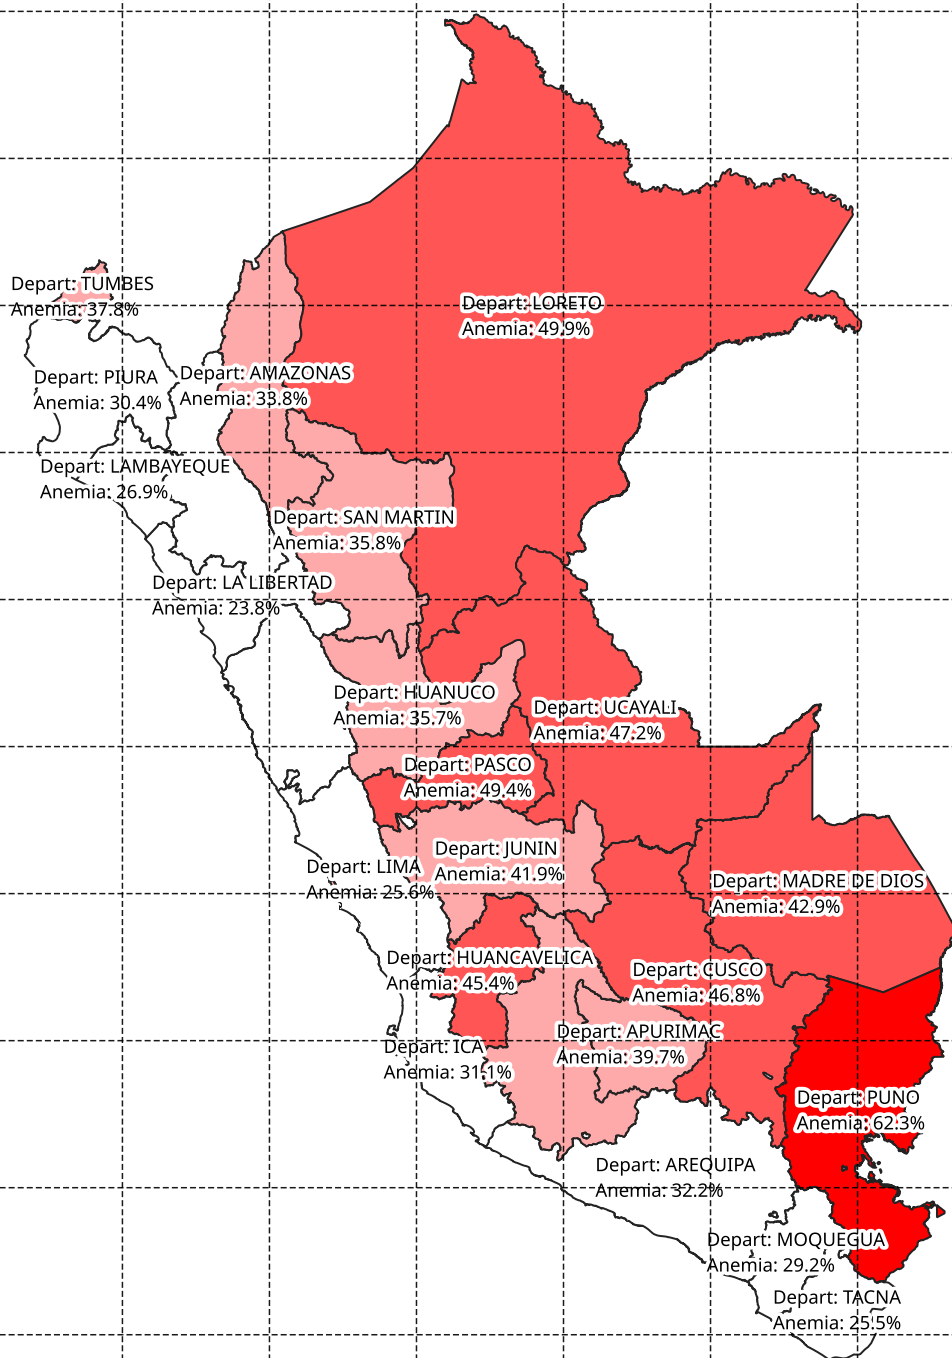 Depart: TUMBES
Anemia: 37.8%
Depart: LORETO
Anemia: 49.9%
Depart: PIURA
Anemia: 30.4%
Depart: AMAZONAS
Anemia: 33.8%
Depart: LAMBAYEQUE
Anemia: 26.9%
Depart: SAN MARTIN
Anemia: 35.8%
Depart: LA LIBERTAD
Anemia: 23.8%
Depart: HUANUCO
Anemia: 35.7%
Depart: UCAYALI
Anemia: 47.2%
Depart: PASCO
Anemia: 49.4%
Depart: JUNIN
Anemia: 41.9%
Depart: LIMA
Anemia: 25.6%
Depart: MADRE DE DIOS
Anemia: 42.9%
Depart: HUANCAVELICA
Anemia: 45.4%
Depart: CUSCO
Anemia: 46.8%
Depart: APURIMAC
Anemia: 39.7%
Depart: ICA
Anemia: 31.1%
Depart: PUNO
Anemia: 62.3%
Depart: AREQUIPA
Anemia: 32.2%
Depart: MOQUEGUA
Anemia: 29.2%
Depart: TACNA
Anemia: 25.5%